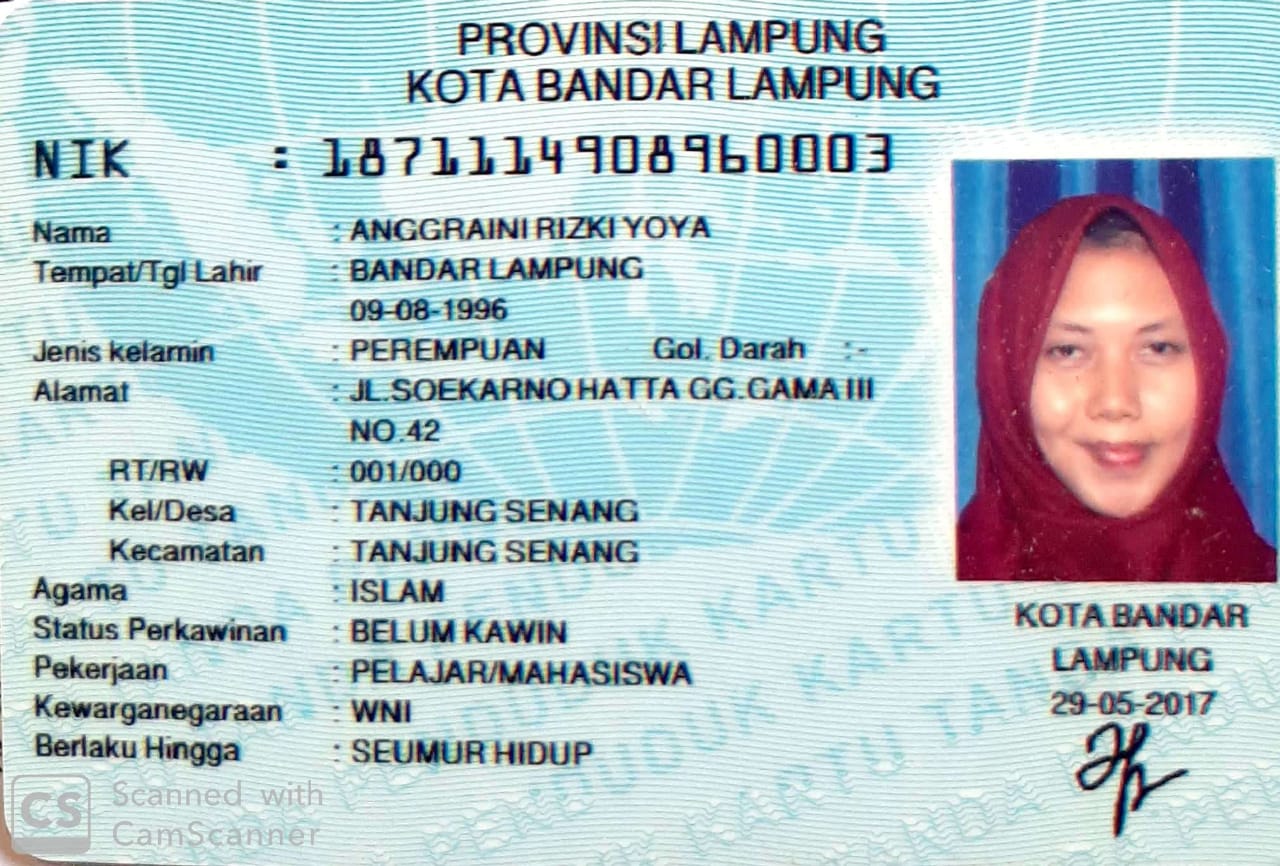 PROVINSI LAMPUNG
KOTA BANDAR LAMPUNG
NIK : 1871114908960003
Nama : ANGGRAINI RIZKI YOYA
Tempat/Tgl Lahir : BANDAR LAMPUNG
09-08-1996
Jenis kelamin : PEREMPUAN Gol. Darah :-
Alamat : JL.SOEKARNO HATTA GG.GAMA III
NO.42
RT/RW : 001/000
Kel/Desa : TANJUNG SENANG
Kecamatan : TANJUNG SENANG
Agama : ISLAM
Status Perkawinan : BELUM KAWIN
Pekerjaan : PELAJAR/MAHASISWA
Kewarganegaraan : WNI
Berlaku Hingga : SEUMUR HIDUP
KOTA BANDAR
LAMPUNG
29-05-2017
CS Scanned with
CamScanner